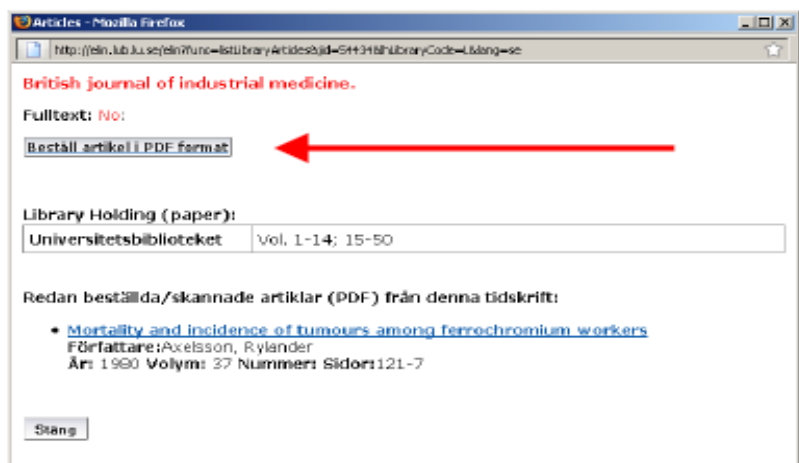 Articles - Mozilla Firefox
British journal of industrial medicine.
Fulltext: No:
Beställ artikel i PDF format
Library Holding (paper):
Universitetsbiblioteket Vol. 1-14; 15-50
Redan beställda/skannade artiklar (PDF) från denna tidskrift:
• Mortality and incidence of tumours among ferrochromium workers
Författare:Axelsson, Rylander
År: 1980 Volym: 37 Nummer: Sidor:121-7
Stäng